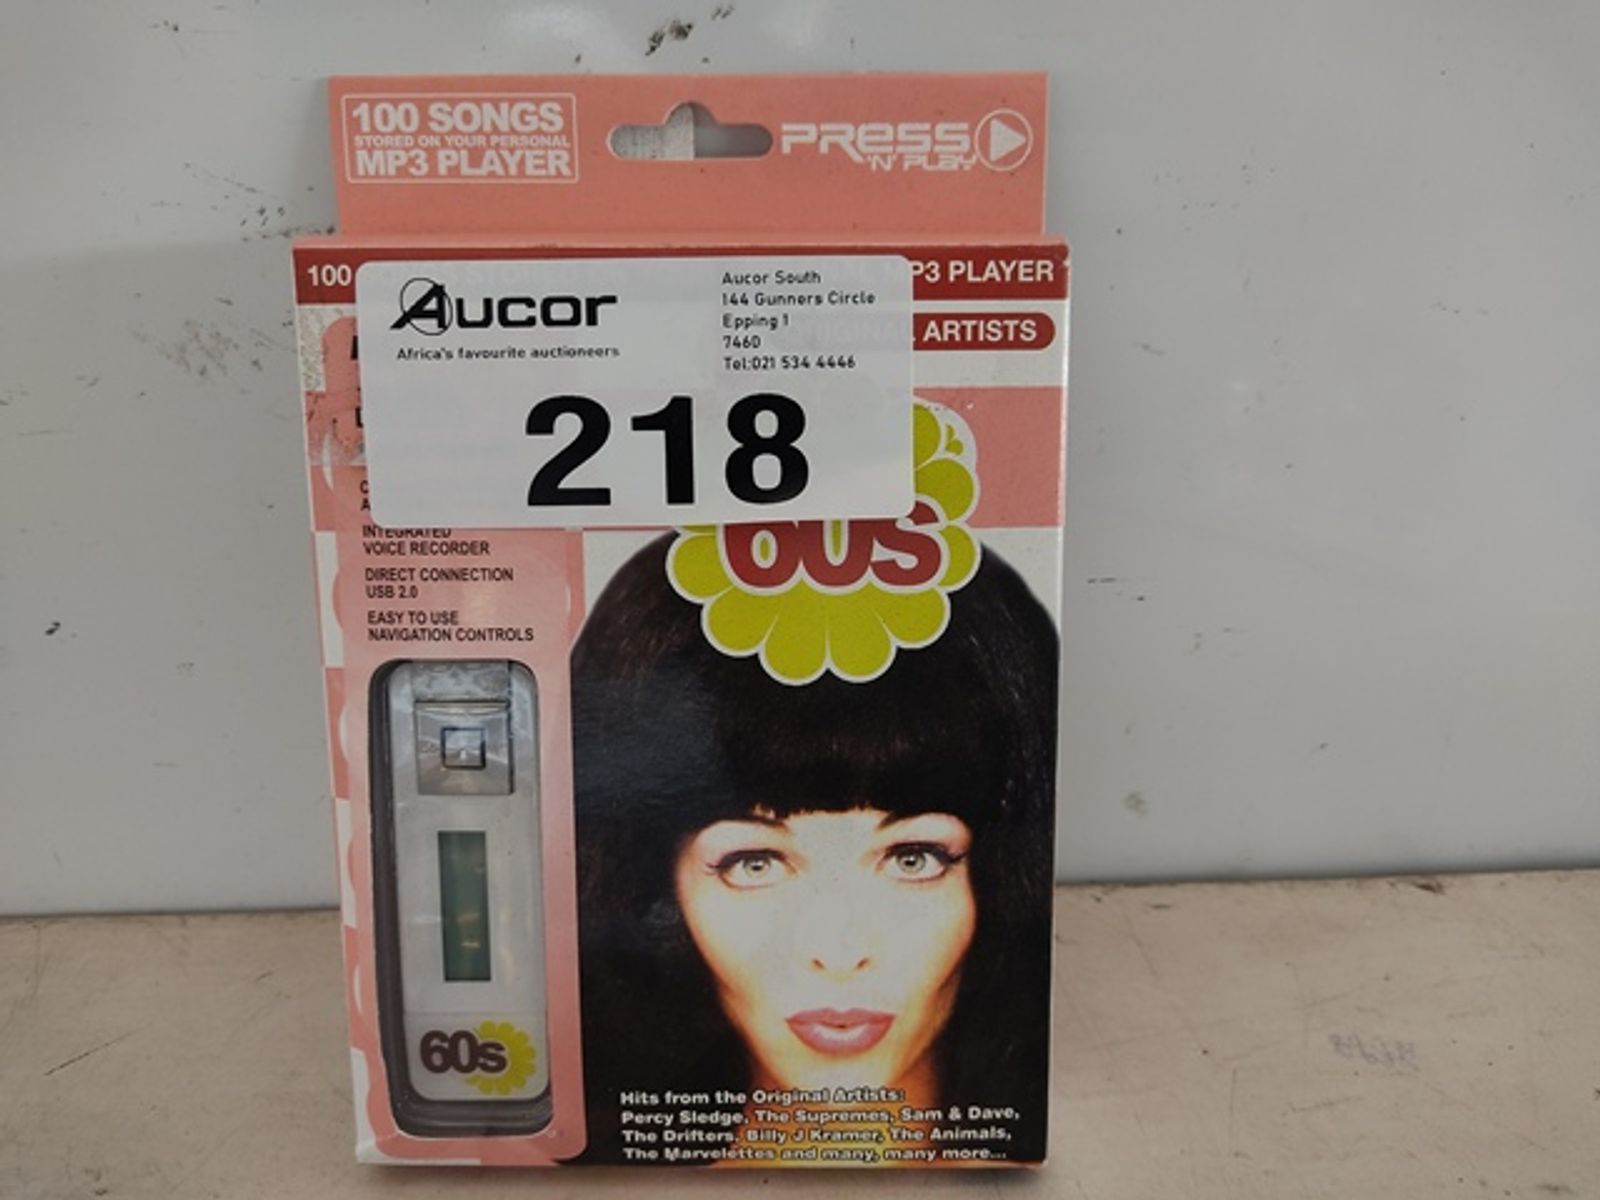 100 SONGS
STORED ON YOUR PERSONAL
MP3 PLAYER
PRESS
'N' PLAY
100
MP3 PLAYER
ARTISTS
Aucor
Africa's favourite auctioneers
Aucor South
144 Gunners Circle
Epping 1
7460
Tel:021 534 4446
218
60s
INTEGRATED
VOICE RECORDER
DIRECT CONNECTION
USB 2.0
EASY TO USE
NAVIGATION CONTROLS
60s
Hits from the Original Artists:
Percy Sledge, The Supremes, Sam & Dave,
The Drifters, Billy J Kramer, The Animals,
The Marvelettes and many, many more...